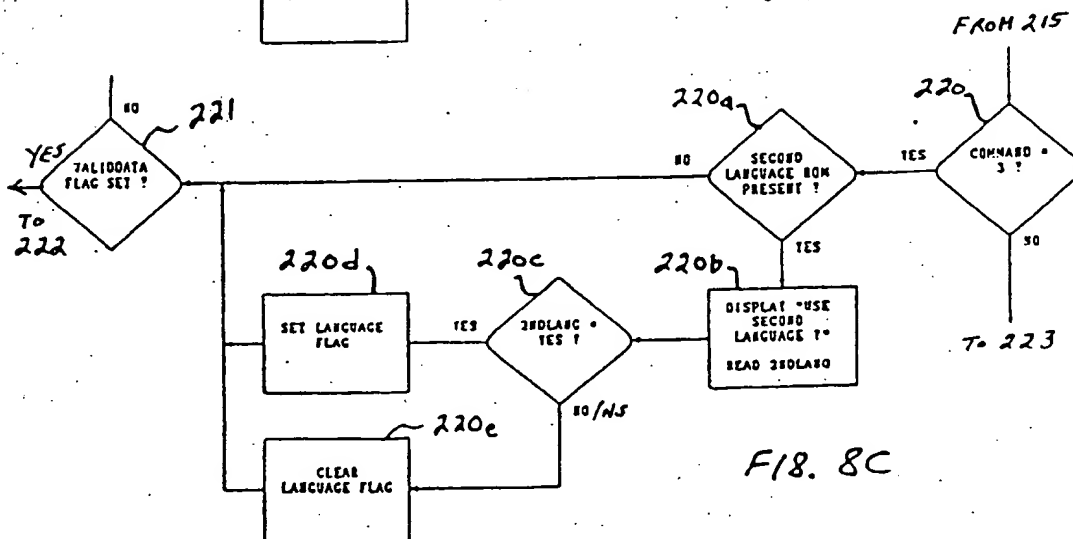 FROM 215
220
COMMAND =
3 ?
YES
NO
TO 223
220a
SECOND
LANGUAGE ROM
PRESENT ?
NO
YES
220b
DISPLAY "USE
SECOND
LANGUAGE ?"
READ 2NDLANG
220c
2NDLANG =
YES ?
YES
NO/NS
220d
SET LANGUAGE
FLAG
220e
CLEAR
LANGUAGE FLAG
221
NO
VALIDDATA
FLAG SET ?
YES
TO
222
FIG. 8C